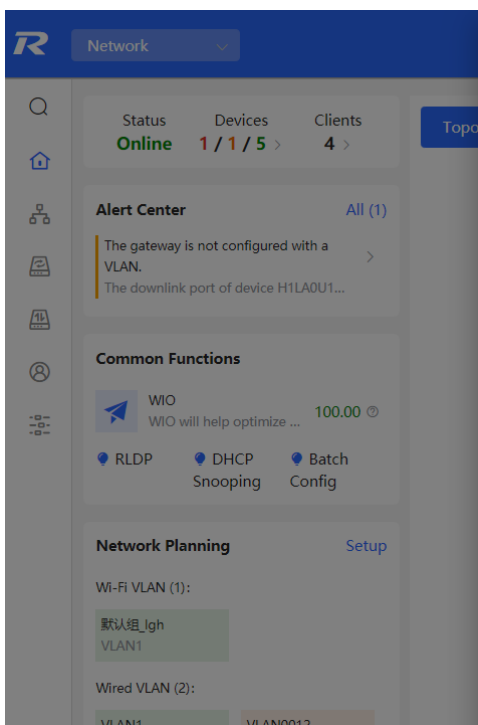 Network
Status Devices Clients
Online 1 / 1 / 5 > 4 >
Topo
Alert Center All (1)
The gateway is not configured with a
VLAN.
The downlink port of device H1LA0U1...
Common Functions
WIO
WIO will help optimize ... 100.00
RLDP DHCP Batch
Snooping Config
Network Planning Setup
Wi-Fi VLAN (1):
默认组_lgh
VLAN1
Wired VLAN (2):
VLAN1 VLAN0012